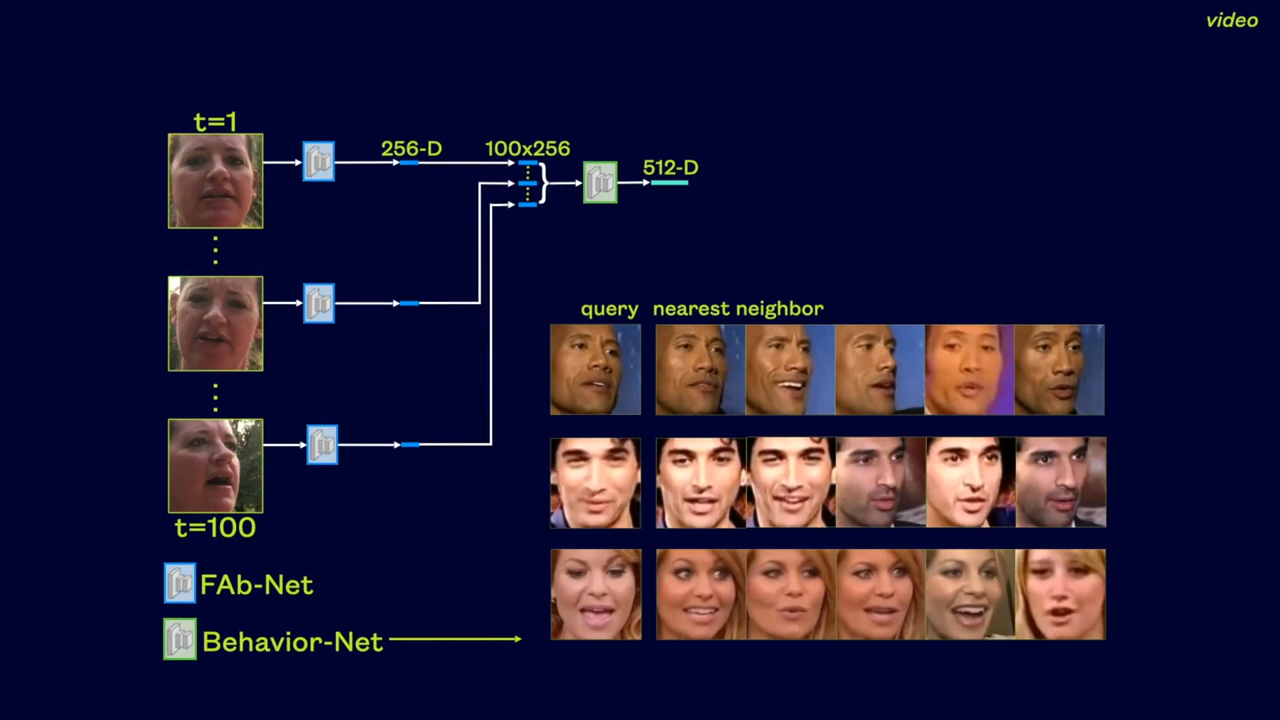 video
t=1
256-D
100x256
512-D
query
nearest neighbor
t=100
FAb-Net
Behavior-Net